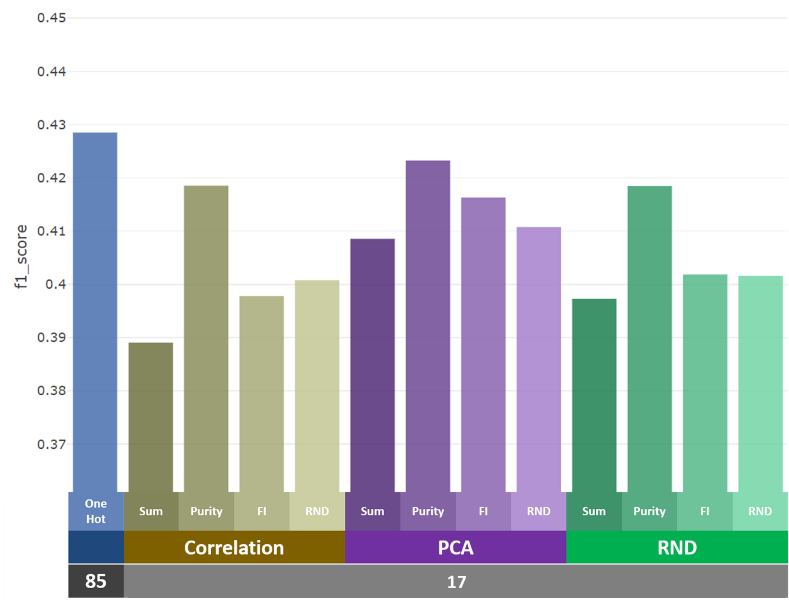 0.45
0.44
0.43
0.42
0.41
0.4
0.39
0.38
0.37
f1_score
One
Hot
Sum Purity FI RND Sum Purity FI RND Sum Purity FI RND
Correlation PCA RND
85 17